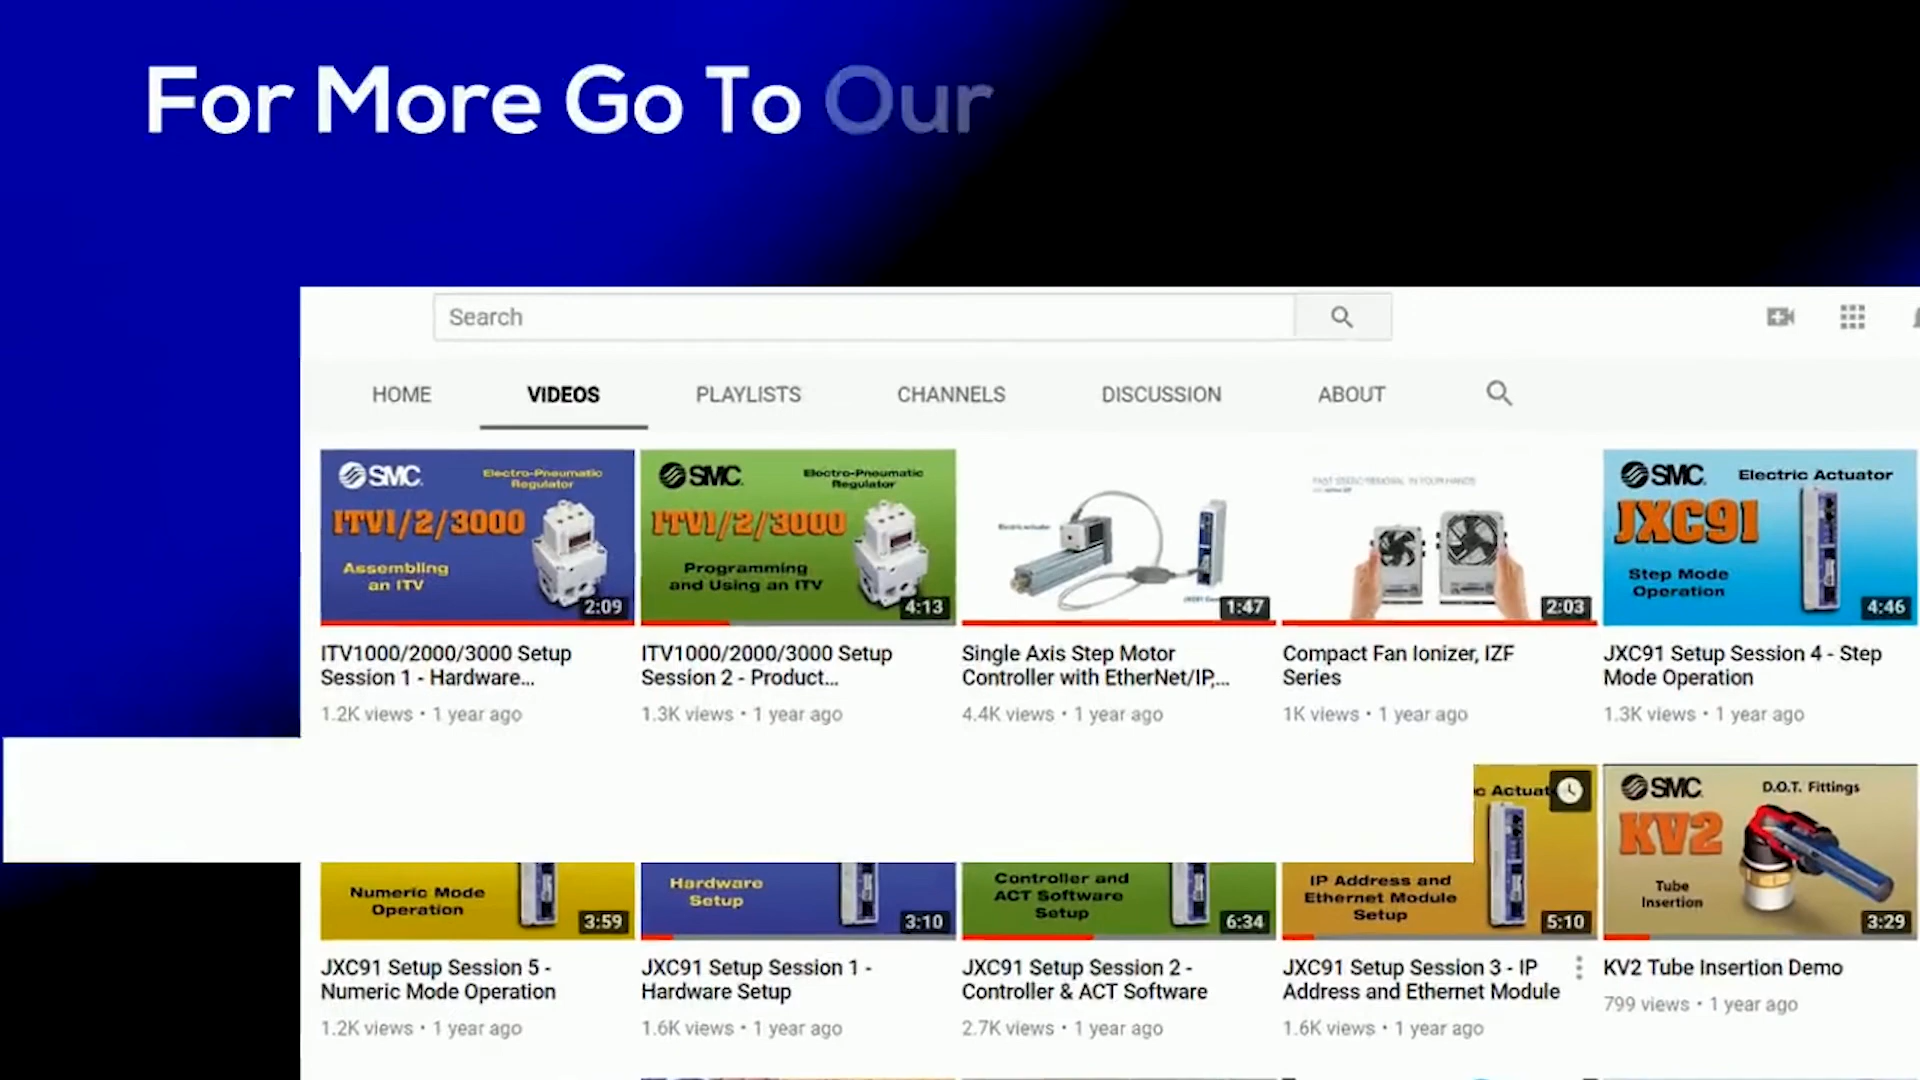 For More Go To Our
Search
HOME
VIDEOS
PLAYLISTS
CHANNELS
DISCUSSION
ABOUT
SMC.
Electro-Pneumatic
Regulator
ITV1/2/3000
Assembling
an ITV
2:09
SMC.
Electro-Pneumatic
Regulator
ITV1/2/3000
Programming
and Using an ITV
4:13
Electric Actuator
1:47
FAST STATIC REMOVAL IN YOUR HANDS
2:03
SMC.
Electric Actuator
JXC91
Step Mode
Operation
4:46
ITV1000/2000/3000 Setup
Session 1 - Hardware...
1.2K views • 1 year ago
ITV1000/2000/3000 Setup
Session 2 - Product...
1.3K views • 1 year ago
Single Axis Step Motor
Controller with EtherNet/IP,...
4.4K views • 1 year ago
Compact Fan Ionizer, IZF
Series
1K views • 1 year ago
JXC91 Setup Session 4 - Step
Mode Operation
1.3K views • 1 year ago
Numeric Mode
Operation
3:59
Hardware
Setup
3:10
Controller and
ACT Software
Setup
6:34
c Actuat
IP Address and
Ethernet Module
Setup
5:10
SMC.
D.O.T. Fittings
KV2
Tube
Insertion
3:29
JXC91 Setup Session 5 -
Numeric Mode Operation
1.2K views • 1 year ago
JXC91 Setup Session 1 -
Hardware Setup
1.6K views • 1 year ago
JXC91 Setup Session 2 -
Controller & ACT Software
2.7K views • 1 year ago
JXC91 Setup Session 3 - IP
Address and Ethernet Module
1.6K views • 1 year ago
KV2 Tube Insertion Demo
799 views • 1 year ago